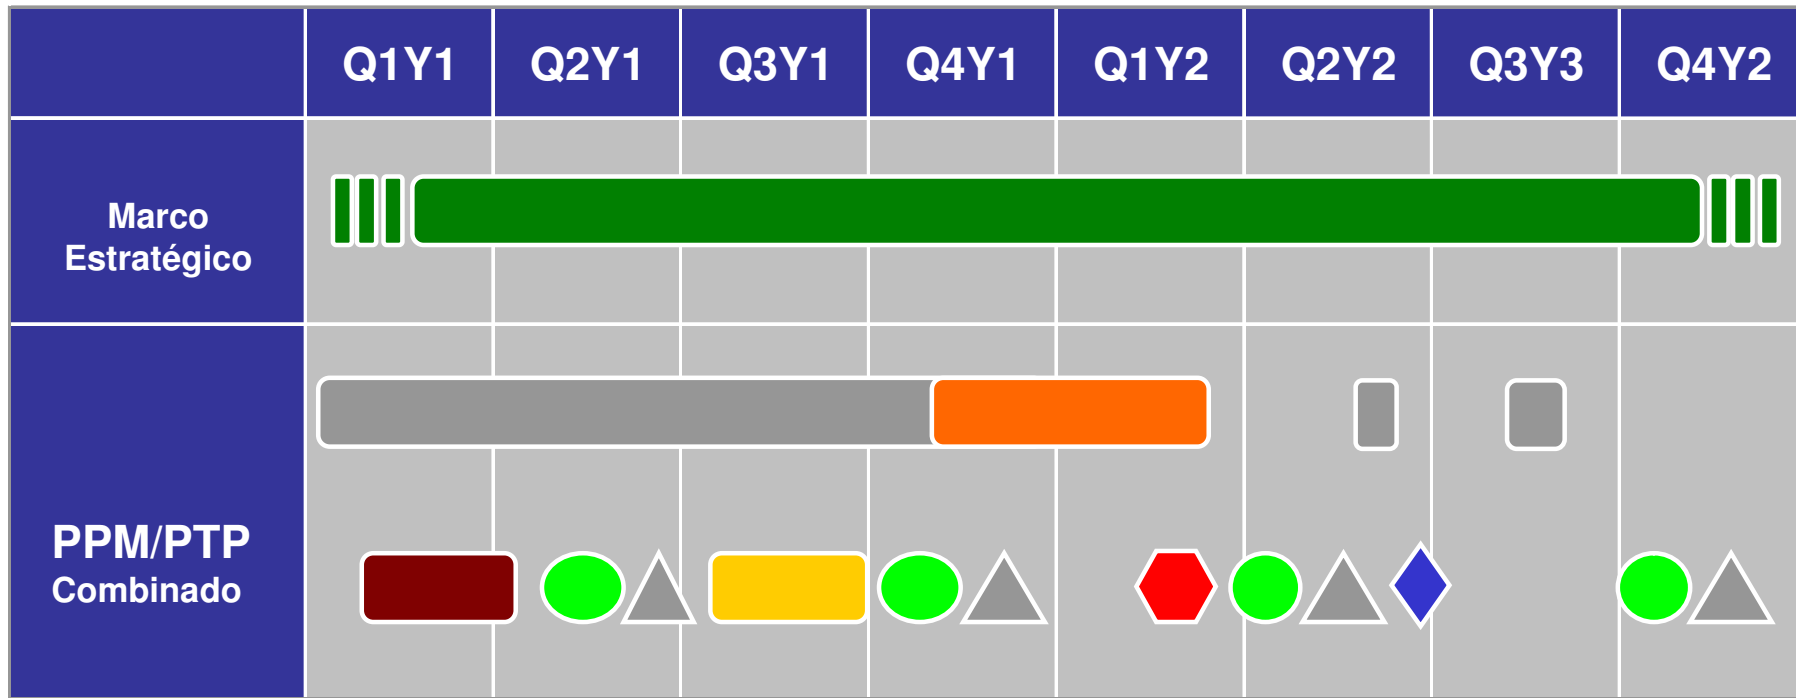 Q1Y1 Q2Y1 Q3Y1 Q4Y1 Q1Y2 Q2Y2 Q3Y3 Q4Y2
Marco
Estratégico
PPM/PTP
Combinado